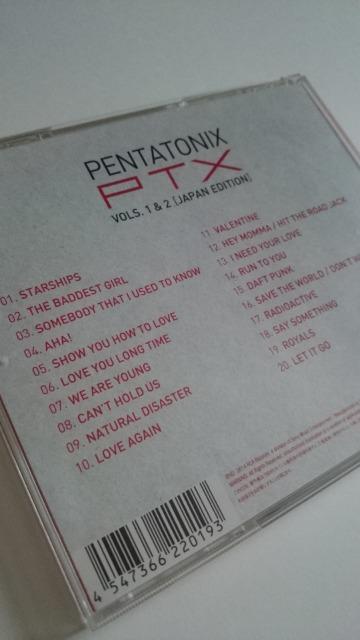 PENTATONIX
PTX
VOLS. 1 & 2 [JAPAN EDITION]
01. STARSHIPS
02. THE BADDEST GIRL
03. SOMEBODY THAT I USED TO KNOW
04. AHA!
05. SHOW YOU HOW TO LOVE
06. LOVE YOU LONG TIME
07. WE ARE YOUNG
08. CAN'T HOLD US
09. NATURAL DISASTER
10. LOVE AGAIN
11. VALENTINE
12. HEY MOMMA / HIT THE ROAD JACK
13. I NEED YOUR LOVE
14. RUN TO YOU
15. DAFT PUNK
16. SAVE THE WORLD / DON'T
17. RADIOACTIVE
18. SAY SOMETHING
19. ROYALS
20. LET IT GO
4 547366 220193